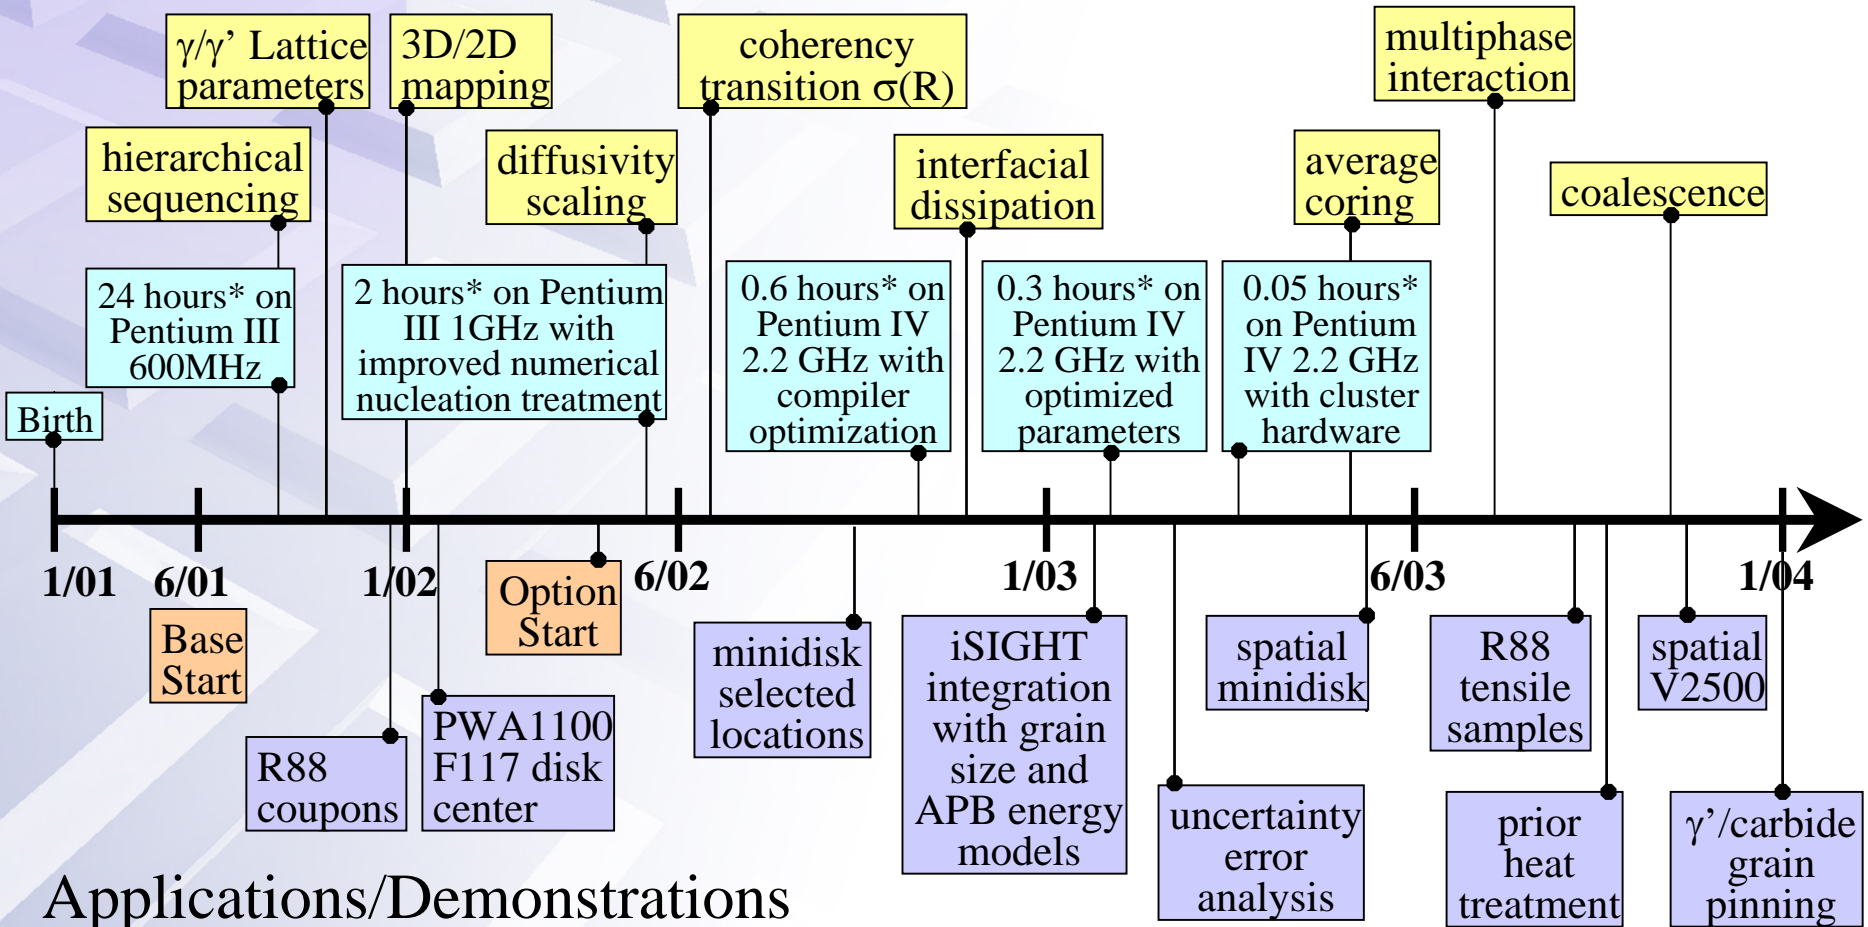 γ/γ’ Lattice
parameters
3D/2D
mapping
coherency
transition σ(R)
multiphase
interaction
hierarchical
sequencing
diffusivity
scaling
interfacial
dissipation
average
coring
coalescence
24 hours* on
Pentium III
600MHz
2 hours* on Pentium
III 1GHz with
improved numerical
nucleation treatment
0.6 hours* on
Pentium IV
2.2 GHz with
compiler
optimization
0.3 hours* on
Pentium IV
2.2 GHz with
optimized
parameters
0.05 hours*
on Pentium
IV 2.2 GHz
with cluster
hardware
Birth
1/01
6/01
1/02
6/02
1/03
6/03
1/04
Base
Start
Option
Start
R88
coupons
PWA1100
F117 disk
center
minidisk
selected
locations
iSIGHT
integration
with grain
size and
APB energy
models
uncertainty
error
analysis
spatial
minidisk
R88
tensile
samples
prior
heat
treatment
spatial
V2500
γ’/carbide
grain
pinning
Applications/Demonstrations